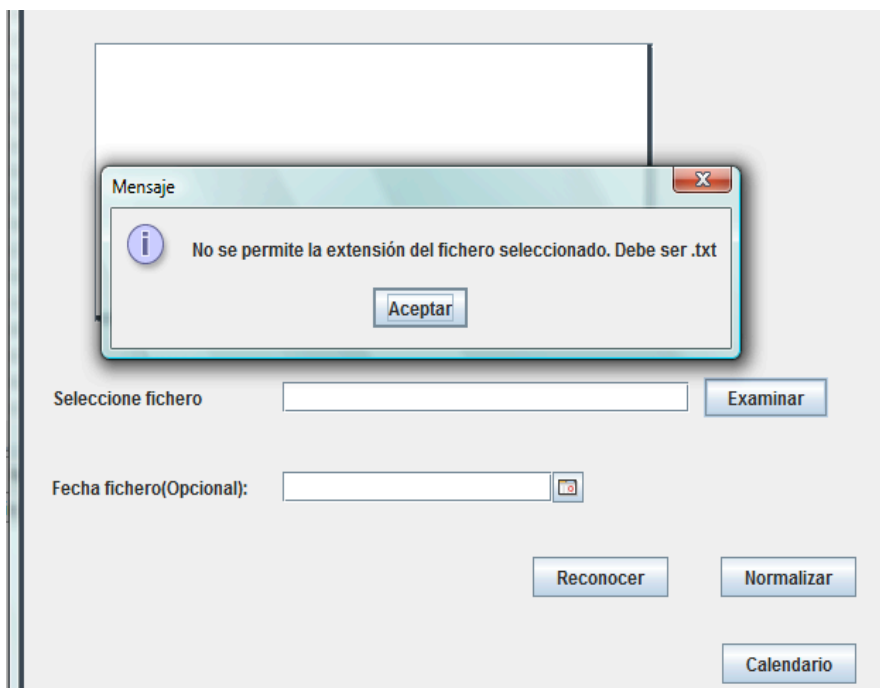 Mensaje
No se permite la extensión del fichero seleccionado. Debe ser .txt
Aceptar
Seleccione fichero
Examinar
Fecha fichero(Opcional):
Reconocer
Normalizar
Calendario